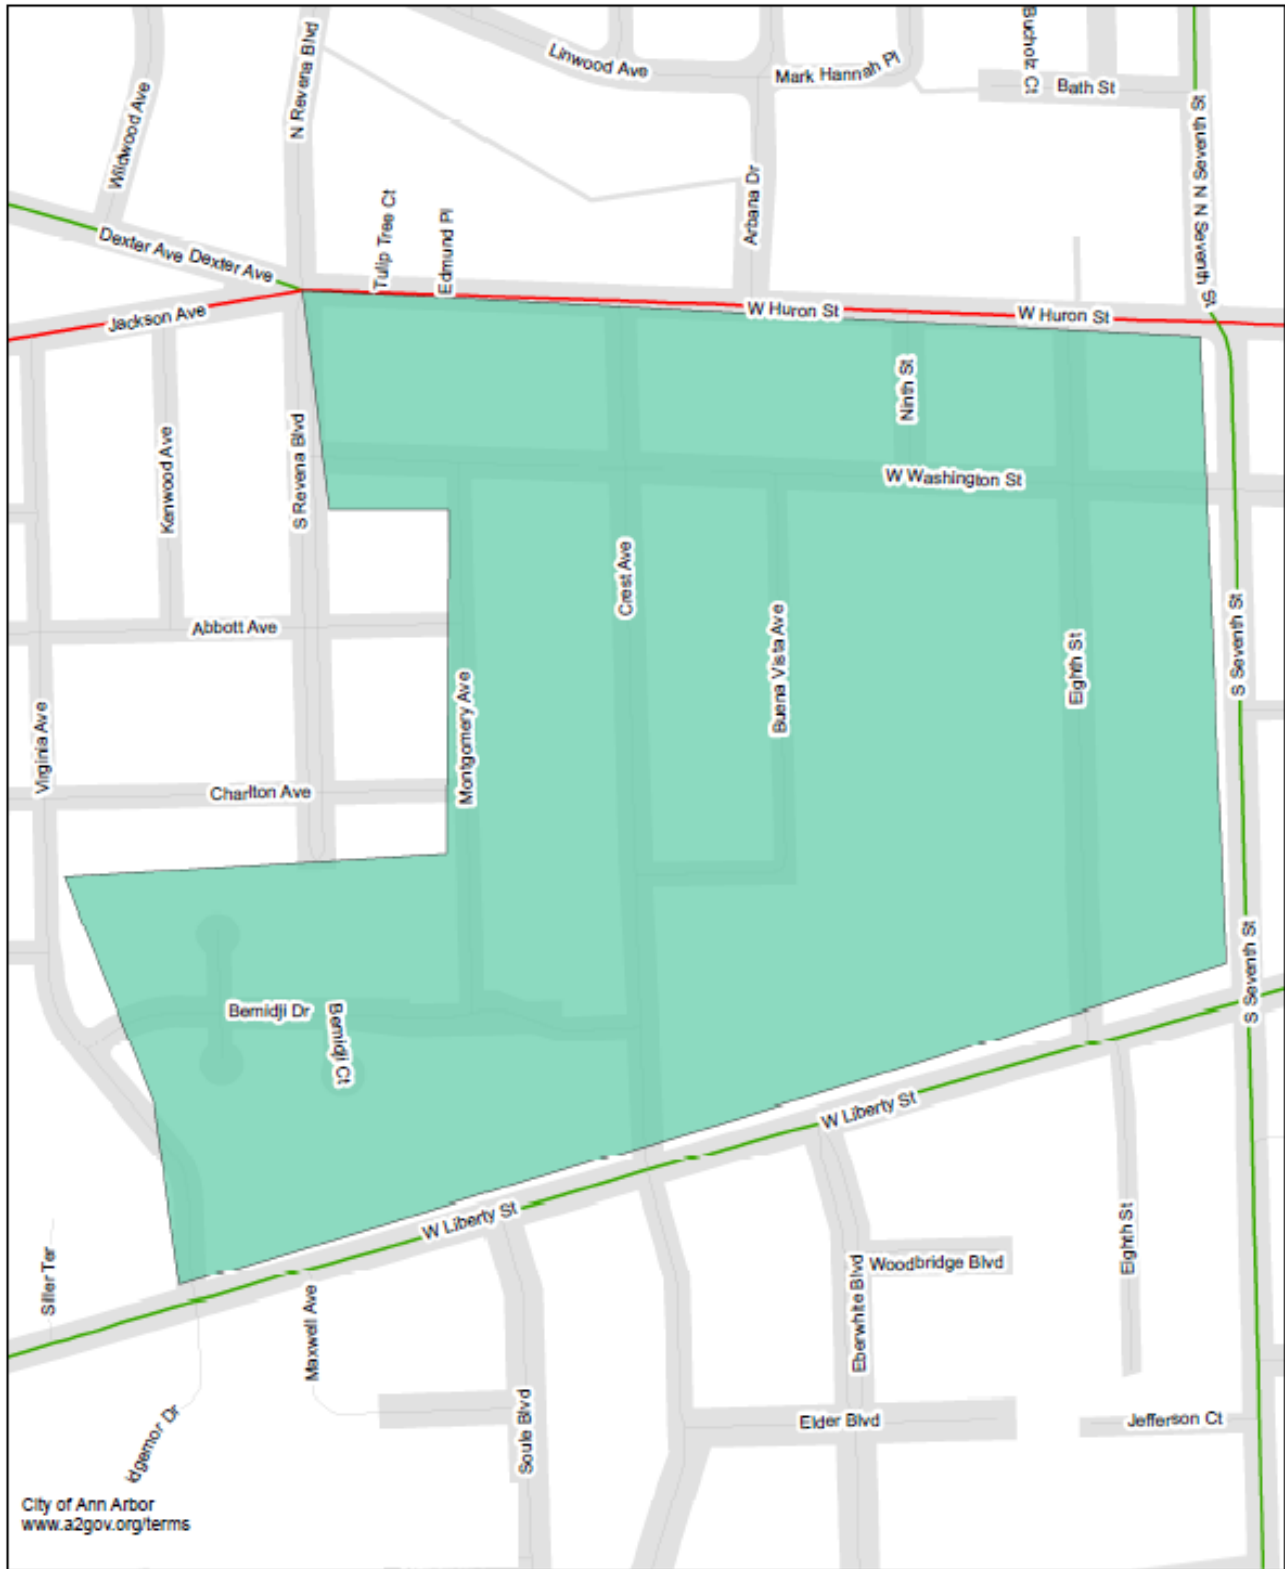 Linwood Ave
Mark Hannah Pl
Bucholz Ct
Bath St
N Revena Blvd
Wildwood Ave
N Seventh St
N Seventh St
Arbana Dr
Tulip Tree Ct
Edmund Pl
Dexter Ave
Dexter Ave
Jackson Ave
W Huron St
W Huron St
Ninth St
Kenwood Ave
S Revena Blvd
W Washington St
Crest Ave
Abbott Ave
Buena Vista Ave
Eighth St
S Seventh St
Montgomery Ave
Virginia Ave
Charlton Ave
S Seventh St
Bemidji Dr
Bemidji Ct
W Liberty St
W Liberty St
Siller Ter
Maxwell Ave
Eighth St
Woodbridge Blvd
Eberwhite Blvd
Soule Blvd
Elder Blvd
Jefferson Ct
idgemor Dr
City of Ann Arbor
www.a2gov.org/terms